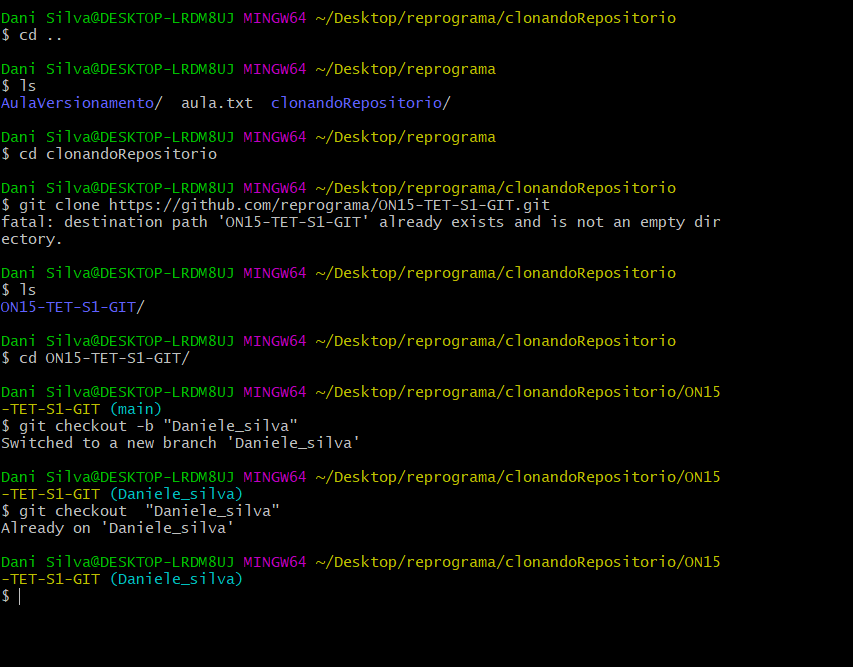 Dani Silva@DESKTOP-LRDM8UJ MINGW64 ~/Desktop/reprograma/clonandoRepositorio
$ cd ..
Dani Silva@DESKTOP-LRDM8UJ MINGW64 ~/Desktop/reprograma
$ ls
AulaVersionamento/  aula.txt  clonandoRepositorio/
Dani Silva@DESKTOP-LRDM8UJ MINGW64 ~/Desktop/reprograma
$ cd clonandoRepositorio
Dani Silva@DESKTOP-LRDM8UJ MINGW64 ~/Desktop/reprograma/clonandoRepositorio
$ git clone https://github.com/reprograma/ON15-TET-S1-GIT.git
fatal: destination path 'ON15-TET-S1-GIT' already exists and is not an empty dir
ectory.
Dani Silva@DESKTOP-LRDM8UJ MINGW64 ~/Desktop/reprograma/clonandoRepositorio
$ ls
ON15-TET-S1-GIT/
Dani Silva@DESKTOP-LRDM8UJ MINGW64 ~/Desktop/reprograma/clonandoRepositorio
$ cd ON15-TET-S1-GIT/
Dani Silva@DESKTOP-LRDM8UJ MINGW64 ~/Desktop/reprograma/clonandoRepositorio/ON15
-TET-S1-GIT (main)
$ git checkout -b "Daniele_silva"
Switched to a new branch 'Daniele_silva'
Dani Silva@DESKTOP-LRDM8UJ MINGW64 ~/Desktop/reprograma/clonandoRepositorio/ON15
-TET-S1-GIT (Daniele_silva)
$ git checkout  "Daniele_silva"
Already on 'Daniele_silva'
Dani Silva@DESKTOP-LRDM8UJ MINGW64 ~/Desktop/reprograma/clonandoRepositorio/ON15
-TET-S1-GIT (Daniele_silva)
$